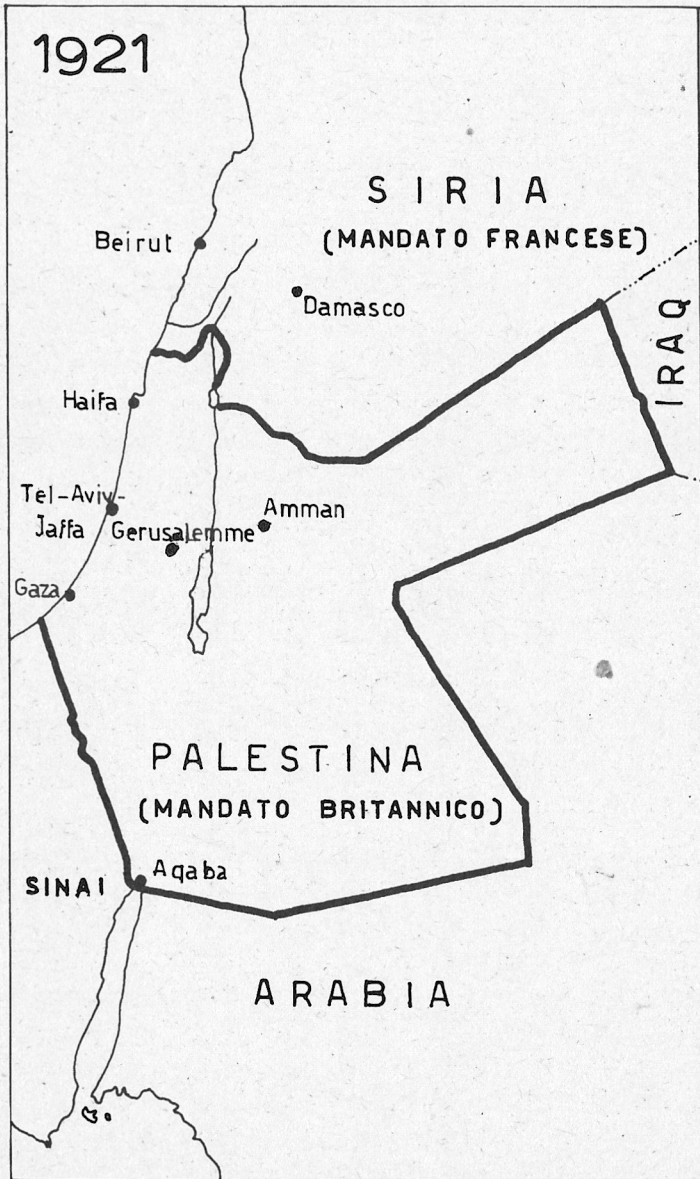 1921
SIRIA
(MANDATO FRANCESE)
Beirut
Damasco
IRAQ
Haifa
Tel-Aviv-
Jaffa
Gerusalemme
Amman
Gaza
PALESTINA
(MANDATO BRITANNICO)
Aqaba
SINAI
ARABIA